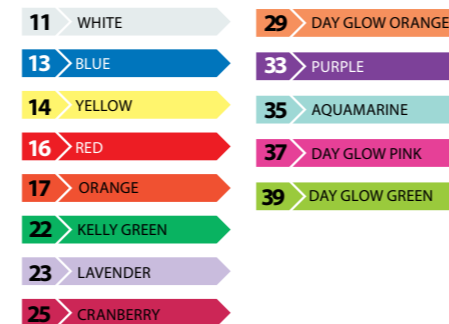 11 WHITE
13 BLUE
14 YELLOW
16 RED
17 ORANGE
22 KELLY GREEN
23 LAVENDER
25 CRANBERRY
29 DAY GLOW ORANGE
33 PURPLE
35 AQUAMARINE
37 DAY GLOW PINK
39 DAY GLOW GREEN